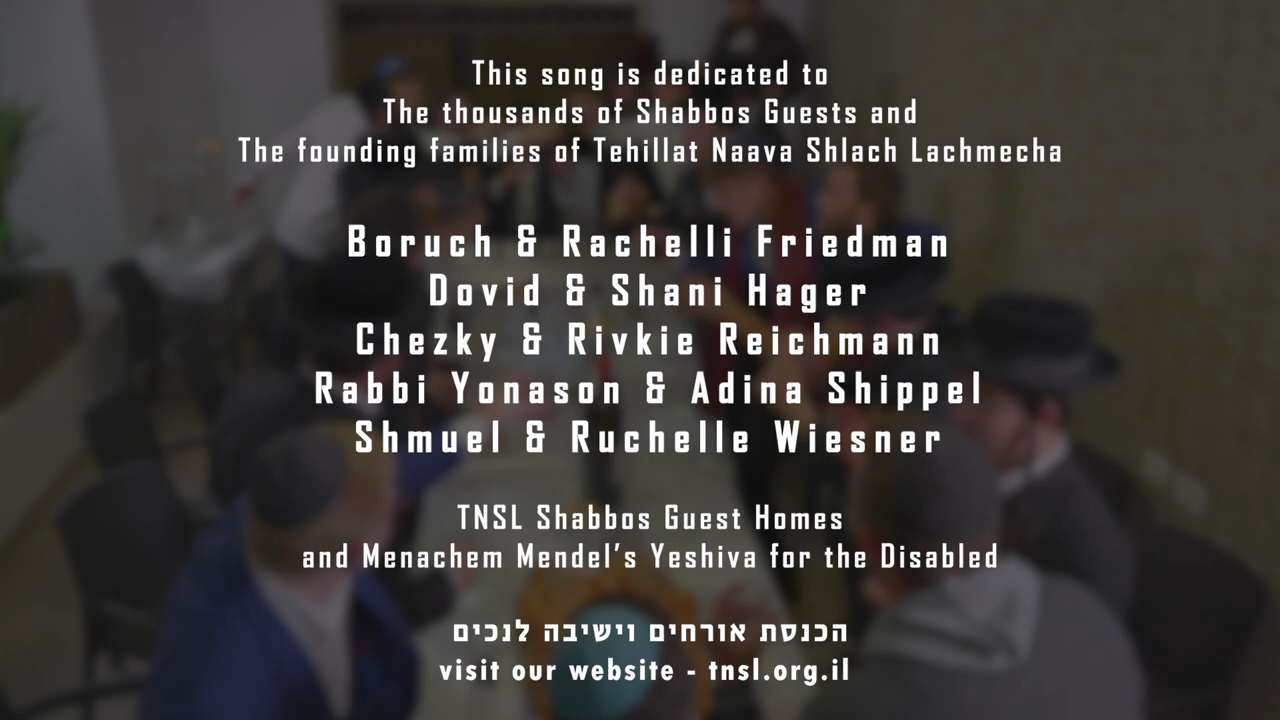 This song is dedicated to
The thousands of Shabbos Guests and
The founding families of Tehillat Naava Shlach Lachmecha
Boruch & Rachelli Friedman
Dovid & Shani Hager
Chezky & Rivkie Reichmann
Rabbi Yonason & Adina Shippel
Shmuel & Ruchelle Wiesner
TNSL Shabbos Guest Homes
and Menachem Mendel's Yeshiva for the Disabled
הכנסת אורחים וישיבה לנכים
visit our website - tnsl.org.il